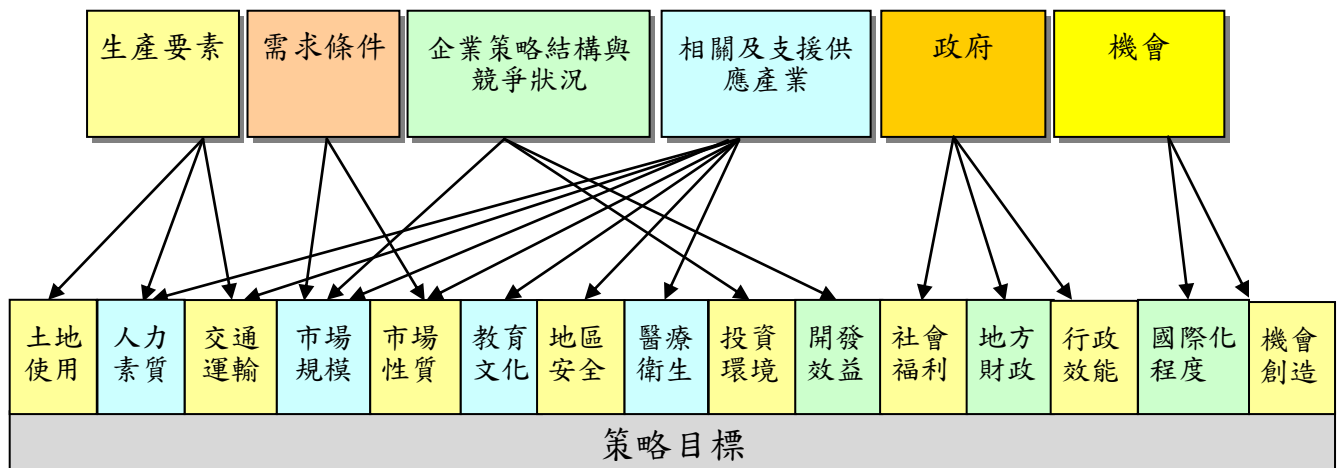 生產要素
需求條件
企業策略結構與
競爭狀況
相關及支援供
應產業
政府
機會
土地
使用
人力
素質
交通
運輸
市場
規模
市場
性質
教育
文化
地區
安全
醫療
衛生
投資
環境
開發
效益
社會
福利
地方
財政
行政
效能
國際化
程度
機會
創造
策略目標